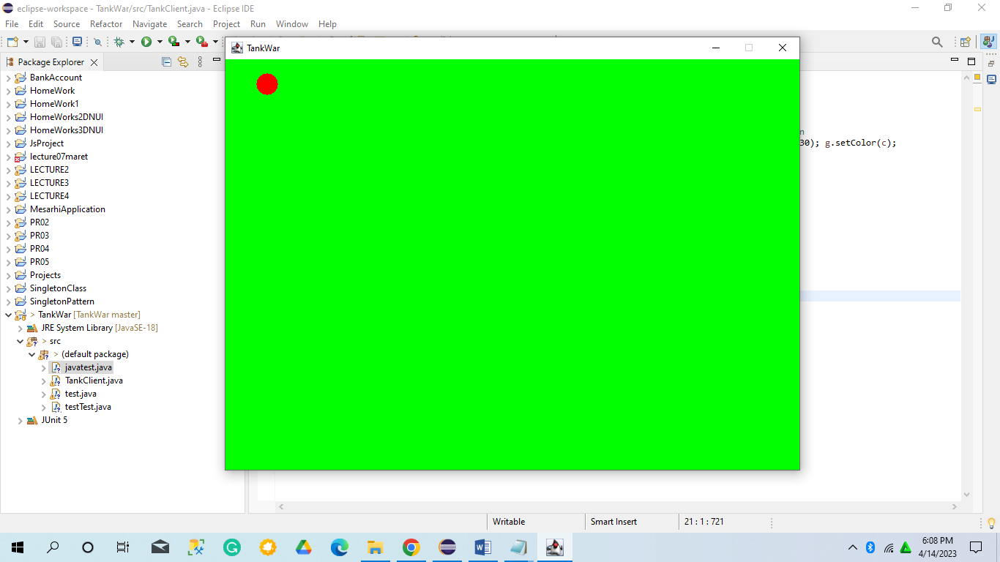 eclipse-workspace - TankWar/src/TankClient.java - Eclipse IDE
File Edit Source Refactor Navigate Search Project Run Window Help
TankWar
Package Explorer
BankAccount
HomeWork
HomeWork1
HomeWorks2DNUI
HomeWorks3DNUI
n
JsProject
30); g.setColor(c);
lecture07maret
LECTURE2
LECTURE3
LECTURE4
MesarhiApplication
PR02
PR03
PR04
PR05
Projects
SingletonClass
SingletonPattern
> TankWar [TankWar master]
JRE System Library [JavaSE-18]
> src
> (default package)
javatest.java
TankClient.java
test.java
testTest.java
JUnit 5
Writable Smart Insert 21 : 1 : 721
6:08 PM
4/14/2023